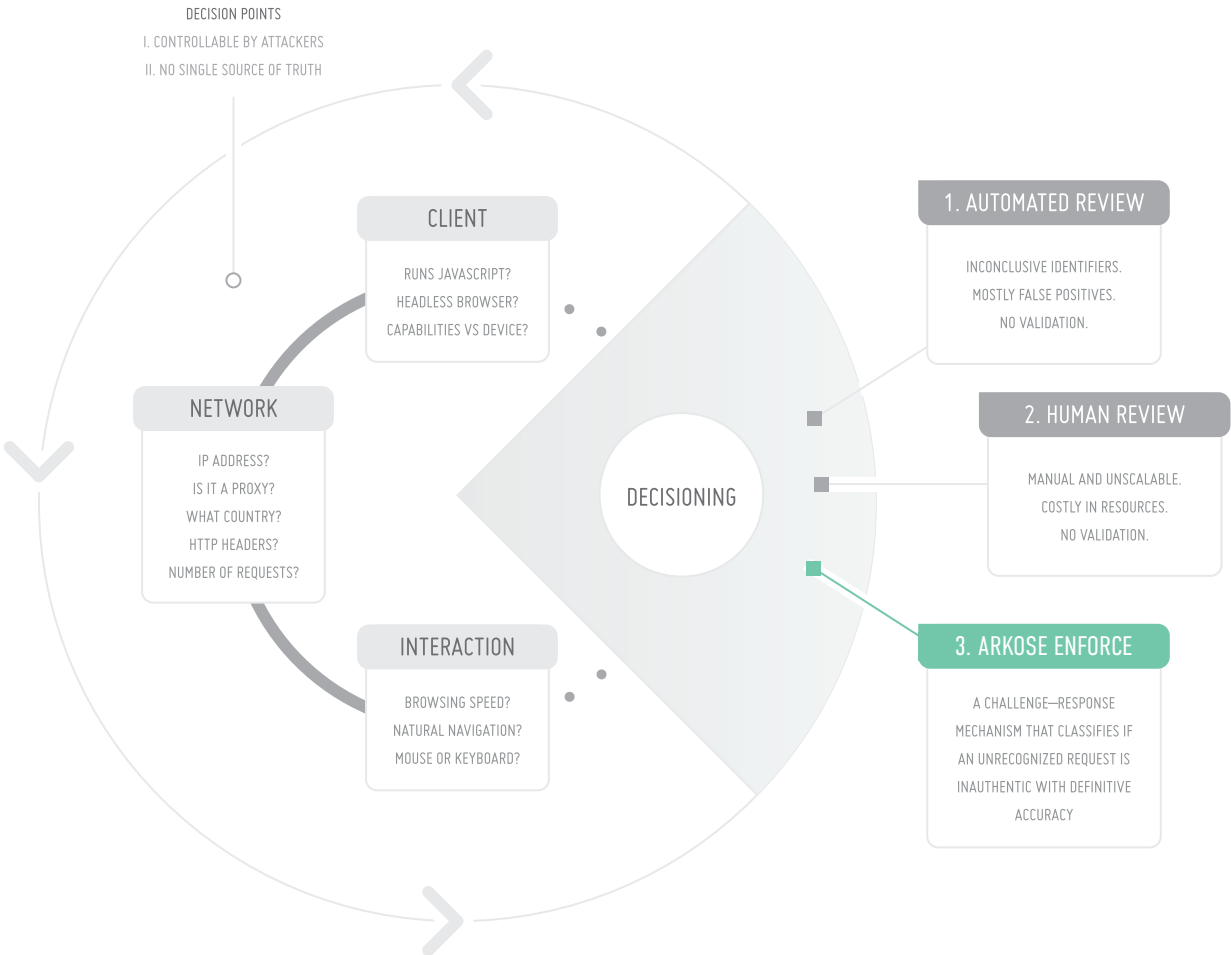 DECISION POINTS
I. CONTROLLABLE BY ATTACKERS
II. NO SINGLE SOURCE OF TRUTH
CLIENT
RUNS JAVASCRIPT?
HEADLESS BROWSER?
CAPABILITIES VS DEVICE?
NETWORK
IP ADDRESS?
IS IT A PROXY?
WHAT COUNTRY?
HTTP HEADERS?
NUMBER OF REQUESTS?
INTERACTION
BROWSING SPEED?
NATURAL NAVIGATION?
MOUSE OR KEYBOARD?
DECISIONING
1. AUTOMATED REVIEW
INCONCLUSIVE IDENTIFIERS.
MOSTLY FALSE POSITIVES.
NO VALIDATION.
2. HUMAN REVIEW
MANUAL AND UNSCALABLE.
COSTLY IN RESOURCES.
NO VALIDATION.
3. ARKOSE ENFORCE
A CHALLENGE—RESPONSE
MECHANISM THAT CLASSIFIES IF
AN UNRECOGNIZED REQUEST IS
INAUTHENTIC WITH DEFINITIVE
ACCURACY